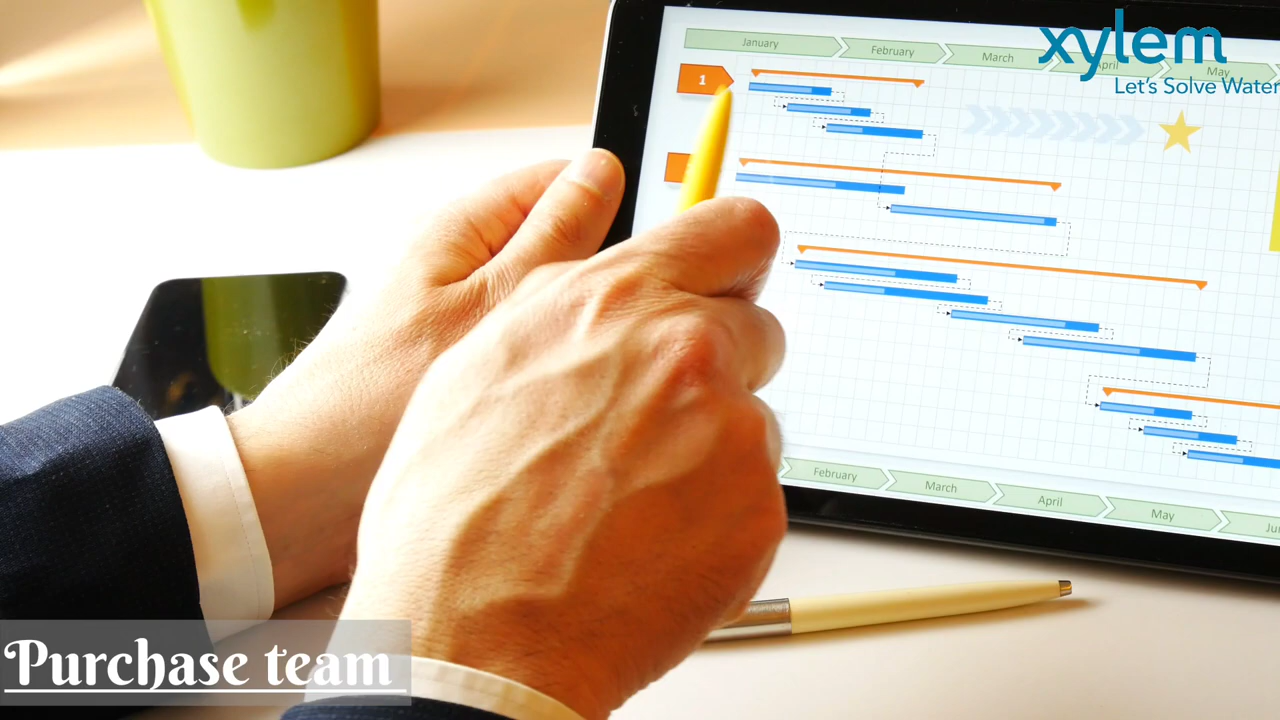 xylem
Let's Solve Water
January
February
March
April
May
1
February
March
April
May
Purchase team